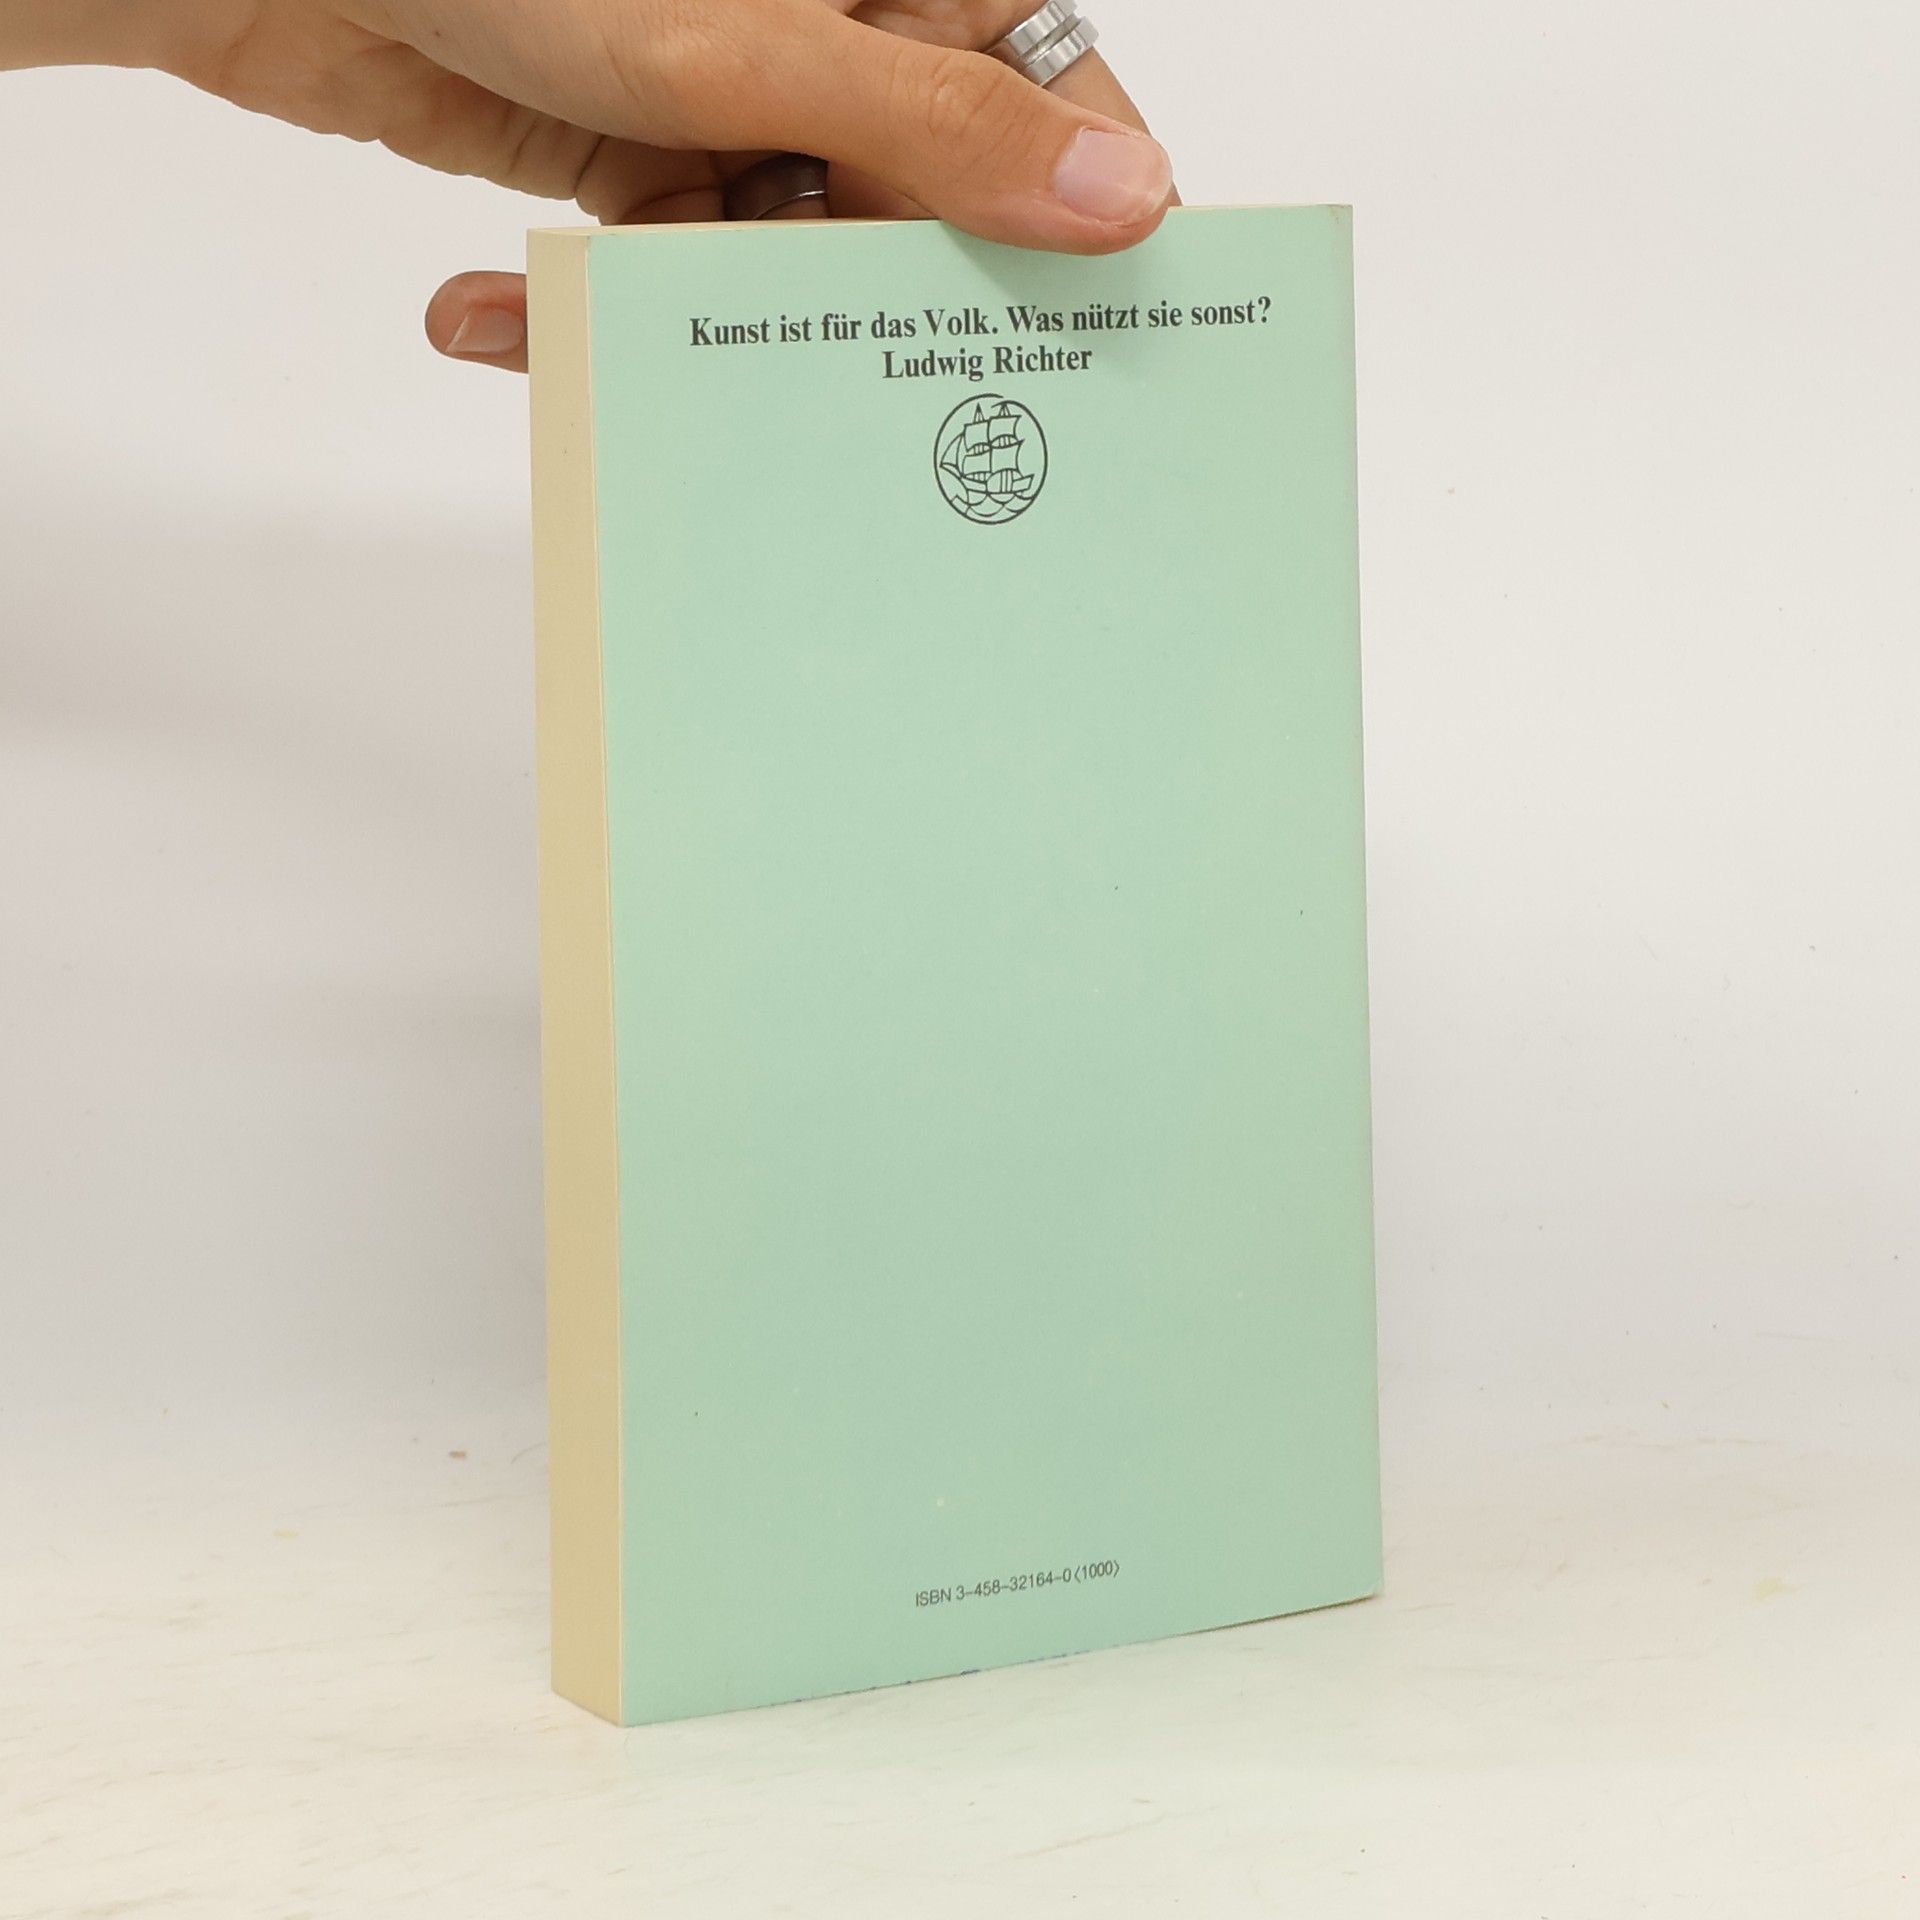 Kunst ist für das Volk. Was nützt sie sonst?
Ludwig Richter
ISBN 3–458–32164–0 〈1000〉